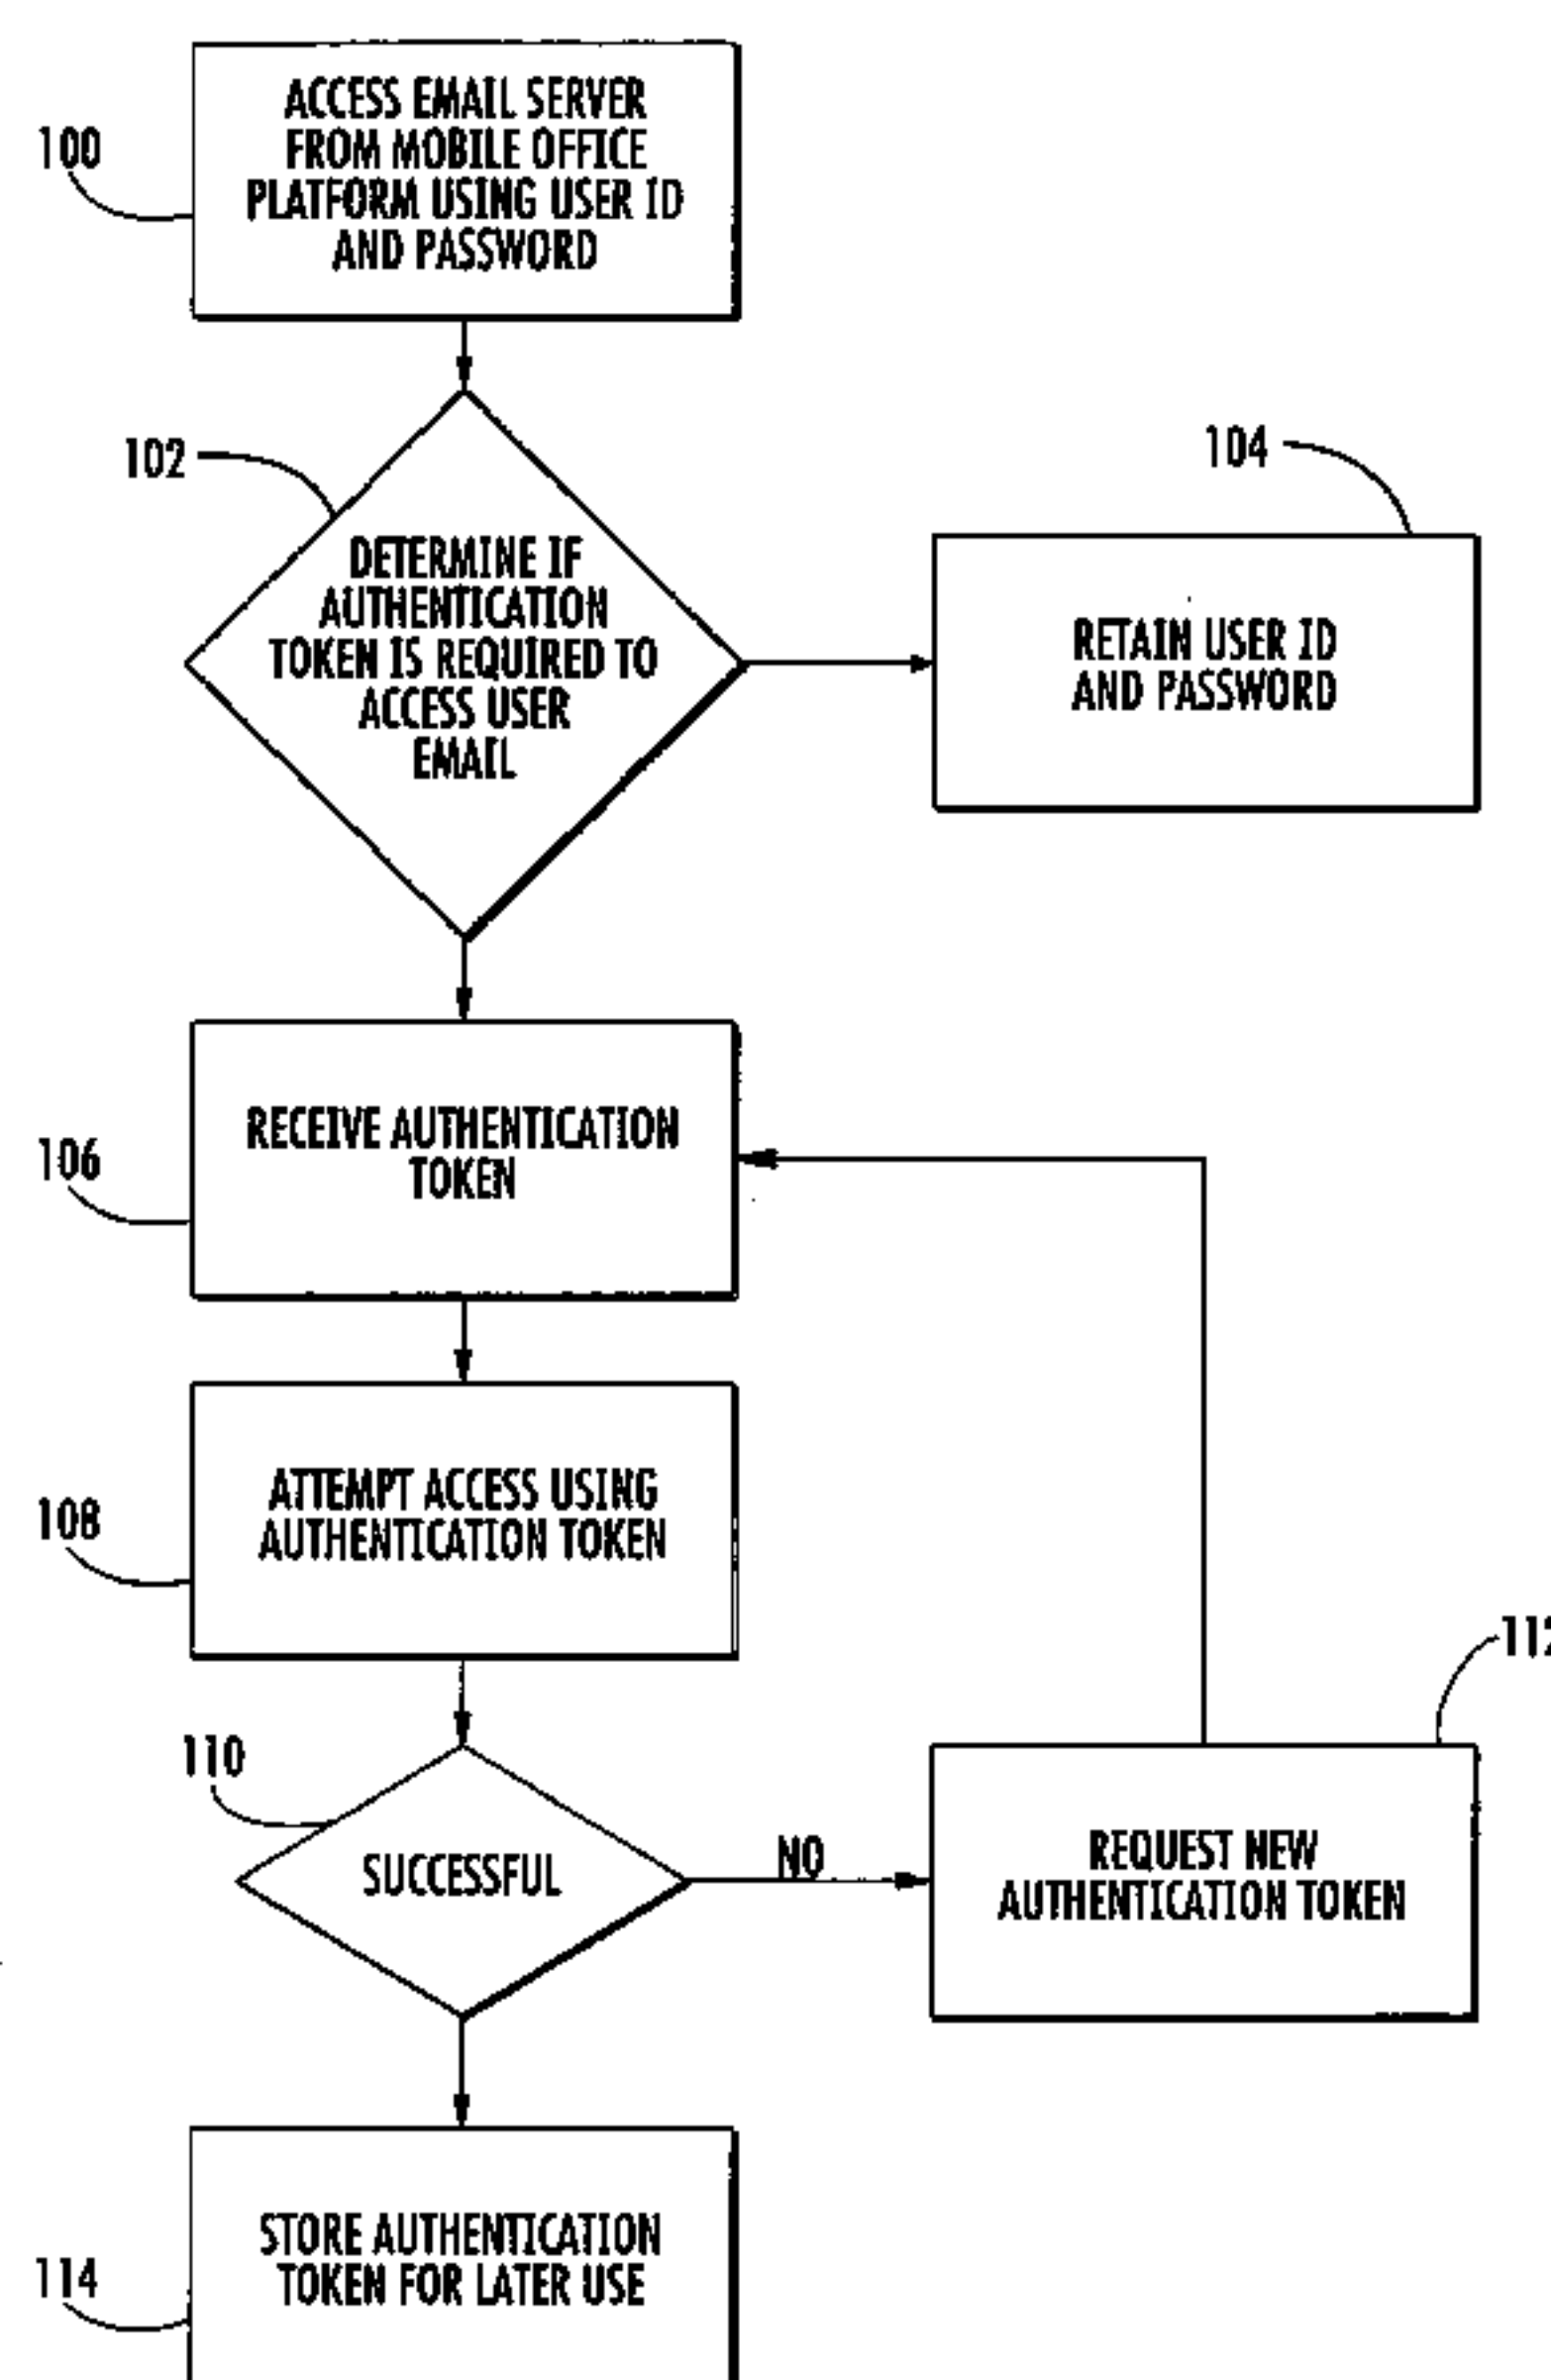 100
ACCESS EMAIL SERVER
FROM MOBILE OFFICE
PLATFORM USING USER ID
AND PASSWORD
102
DETERMINE IF
AUTHENTICATION
TOKEN IS REQUIRED TO
ACCESS USER
EMAIL
104
RETAIN USER ID
AND PASSWORD
106
RECEIVE AUTHENTICATION
TOKEN
108
ATTEMPT ACCESS USING
AUTHENTICATION TOKEN
110
SUCCESSFUL
NO
112
REQUEST NEW
AUTHENTICATION TOKEN
114
STORE AUTHENTICATION
TOKEN FOR LATER USE